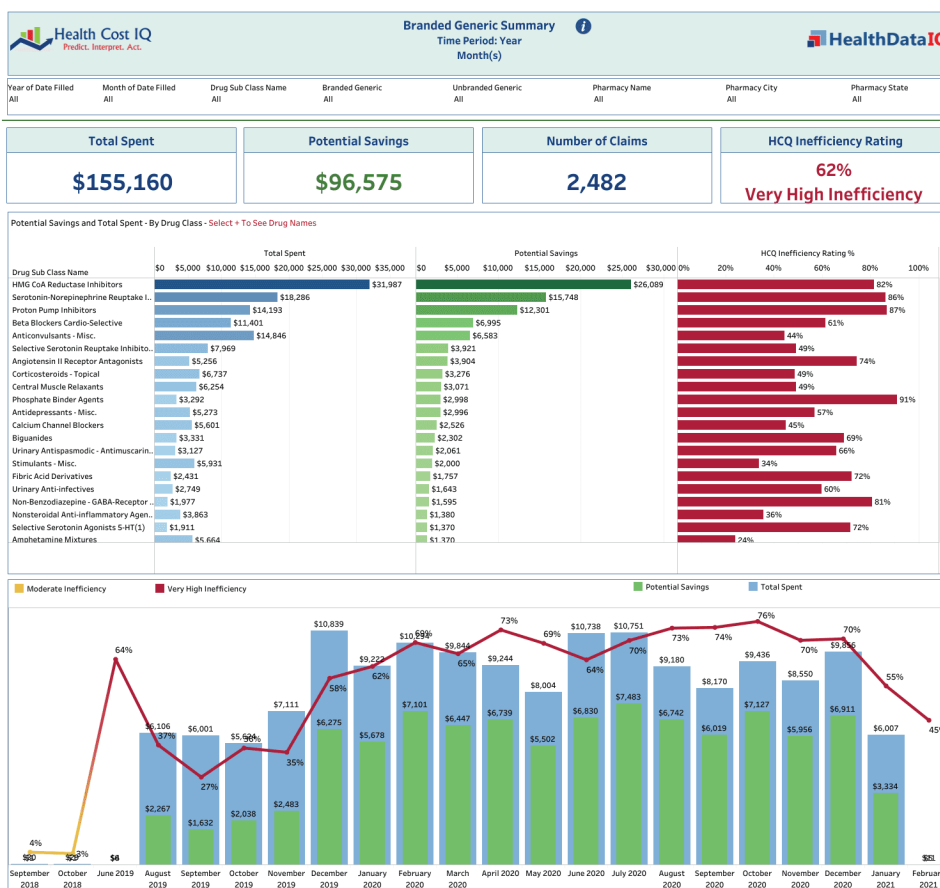 Health Cost IQ
Predict. Interpret. Act.
Branded Generic Summary
i
Time Period: Year
Month(s)
HealthDataIQ
Year of Date Filled Month of Date Filled Drug Sub Class Name Branded Generic Unbranded Generic Pharmacy Name Pharmacy City Pharmacy State
All All All All All All All All
Total Spent Potential Savings Number of Claims HCQ Inefficiency Rating
$155,160 $96,575 2,482 62%
Very High Inefficiency
Potential Savings and Total Spent - By Drug Class - Select + To See Drug Names
Total Spent Potential Savings HCQ Inefficiency Rating %
Drug Sub Class Name $0 $5,000 $10,000 $15,000 $20,000 $25,000 $30,000 $35,000 $0 $5,000 $10,000 $15,000 $20,000 $25,000 $30,000 0% 20% 40% 60% 80% 100%
HMG CoA Reductase Inhibitors $31,987 $26,089 82%
Serotonin-Norepinephrine Reuptake I.. $18,286 $15,748 86%
Proton Pump Inhibitors $14,193 $12,301 87%
Beta Blockers Cardio-Selective $11,401 $6,995 61%
Anticonvulsants - Misc. $14,846 $6,583 44%
Selective Serotonin Reuptake Inhibito.. $7,969 $3,921 49%
Angiotensin II Receptor Antagonists $5,256 $3,904 74%
Corticosteroids - Topical $6,737 $3,276 49%
Central Muscle Relaxants $6,254 $3,071 49%
Phosphate Binder Agents $3,292 $2,998 91%
Antidepressants - Misc. $5,273 $2,996 57%
Calcium Channel Blockers $5,601 $2,526 45%
Biguanides $3,331 $2,302 69%
Urinary Antispasmodic - Antimuscarin.. $3,127 $2,061 66%
Stimulants - Misc. $5,931 $2,000 34%
Fibric Acid Derivatives $2,431 $1,757 72%
Urinary Anti-infectives $2,749 $1,643 60%
Non-Benzodiazepine - GABA-Receptor .. $1,977 $1,595 81%
Nonsteroidal Anti-inflammatory Agen.. $3,863 $1,380 36%
Selective Serotonin Agonists 5-HT(1) $1,911 $1,370 72%
Amphetamine Mixtures $5,664 $1,370 24%
Moderate Inefficiency Very High Inefficiency Potential Savings Total Spent
4% 3% 64% 37% 27% 36% 35% 58% 62% 69% 65% 73% 69% 64% 70% 73% 74% 76% 70% 70% 55% 45%
$6,106 $6,001 $7,111 $10,839 $9,222 $9,844 $9,244 $8,004 $10,738 $10,751 $9,180 $8,170 $9,436 $8,550 $9,856 $6,007
$2,267 $1,632 $2,038 $2,483 $6,275 $5,678 $7,101 $6,447 $6,739 $5,502 $6,830 $7,483 $6,742 $6,019 $7,127 $5,956 $6,911 $3,334
September October June 2019 August September October November December January February March April 2020 May 2020 June 2020 July 2020 August September October November December January Februar
2018 2018 2019 2019 2019 2019 2019 2020 2020 2020 2020 2020 2020 2020 2020 2021 2021